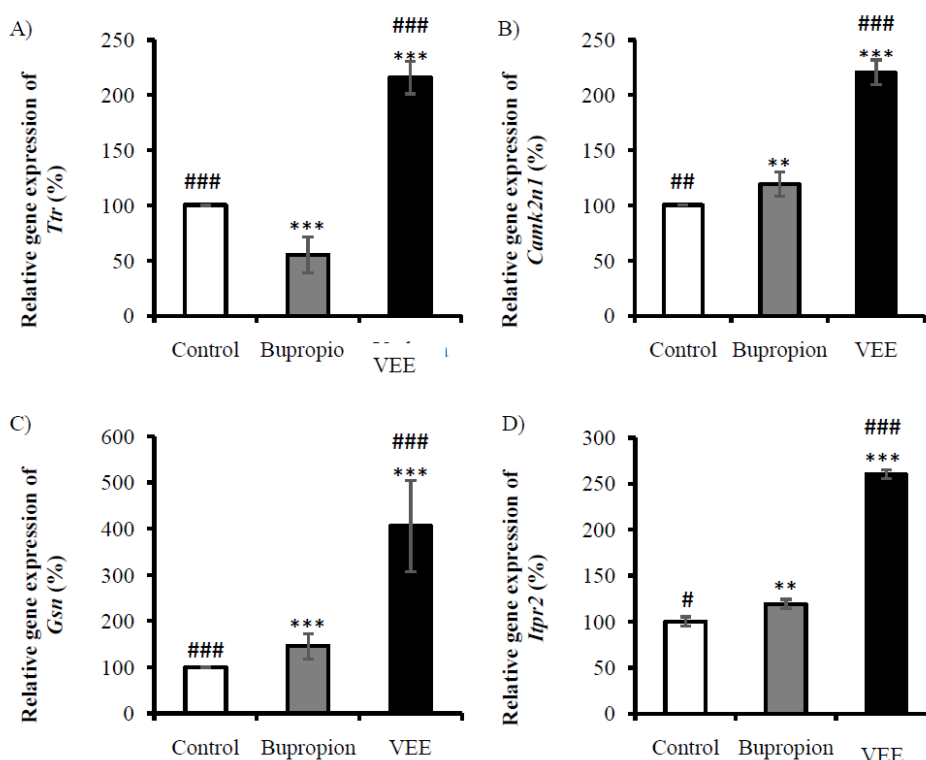 A)
Relative gene expression of
Ttr (%)
250
200
150
100
50
0
###
***
###
***
Control
Bupropio
VEE
B)
Relative gene expression of
Camk2n1 (%)
250
200
150
100
50
0
##
**
###
***
Control
Bupropion
VEE
C)
Relative gene expression of
Gsn (%)
600
500
400
300
200
100
0
###
***
###
***
Control
Bupropion
VEE
D)
Relative gene expression of
Itpr2 (%)
300
250
200
150
100
50
0
#
**
###
***
Control
Bupropion
VEE